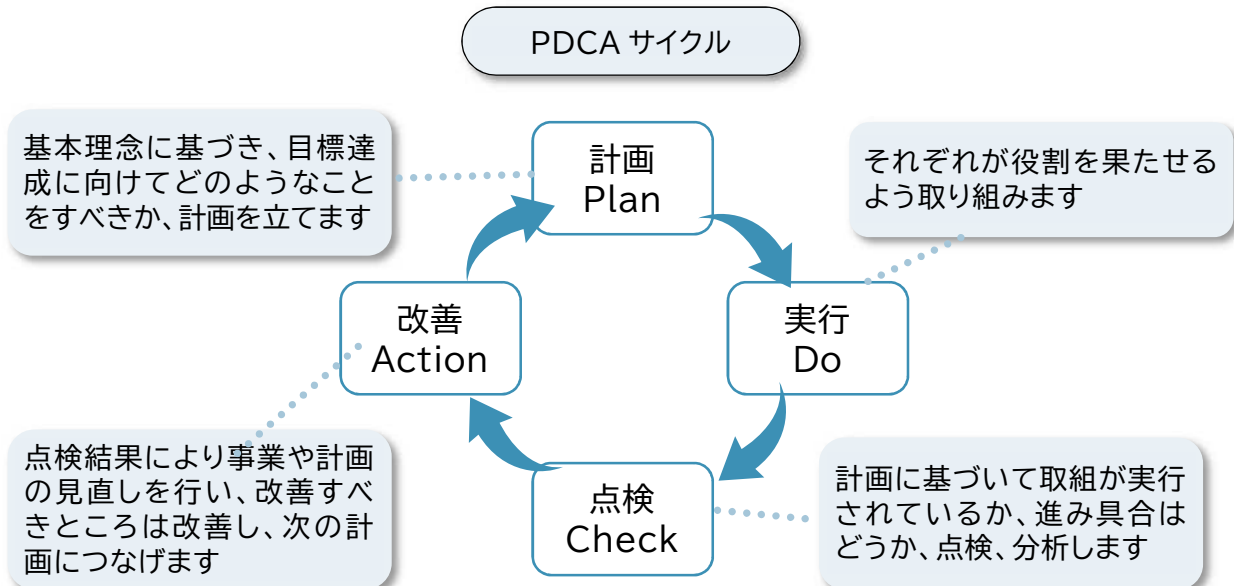 PDCA サイクル
基本理念に基づき、目標達
成に向けてどのようなこと
をすべきか、計画を立てます
計画
Plan
それぞれが役割を果たせる
よう取り組みます
改善
Action
実行
Do
点検結果により事業や計画
の見直しを行い、改善すべ
きところは改善し、次の計
画につなげます
点検
Check
計画に基づいて取組が実行
されているか、進み具合は
どうか、点検、分析します